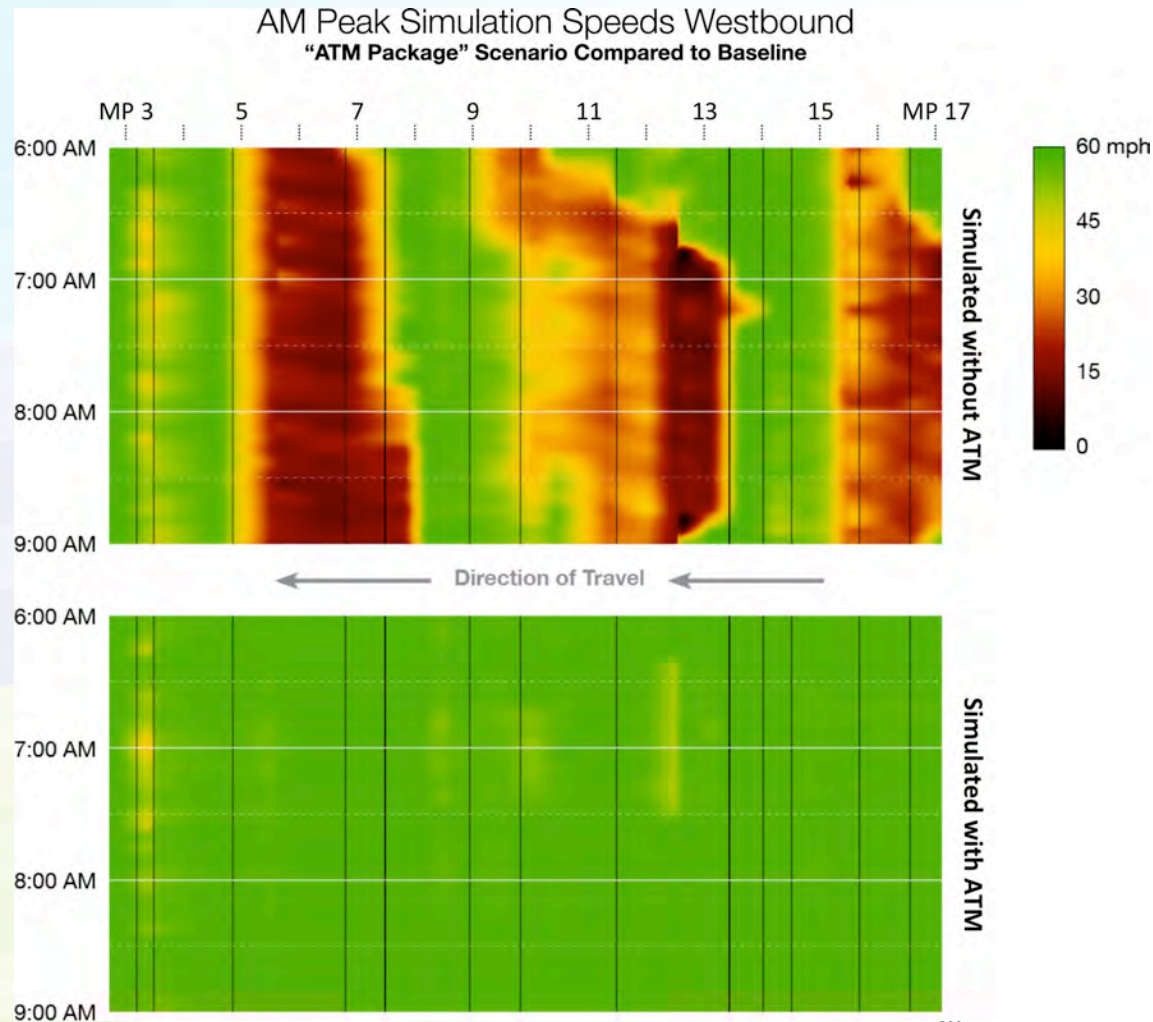 AM Peak Simulation Speeds Westbound
“ATM Package” Scenario Compared to Baseline
MP 3 5 7 9 11 13 15 MP 17
6:00 AM
7:00 AM
8:00 AM
9:00 AM
Simulated without ATM
60 mph
45
30
15
0
Direction of Travel
6:00 AM
7:00 AM
8:00 AM
9:00 AM
Simulated with ATM